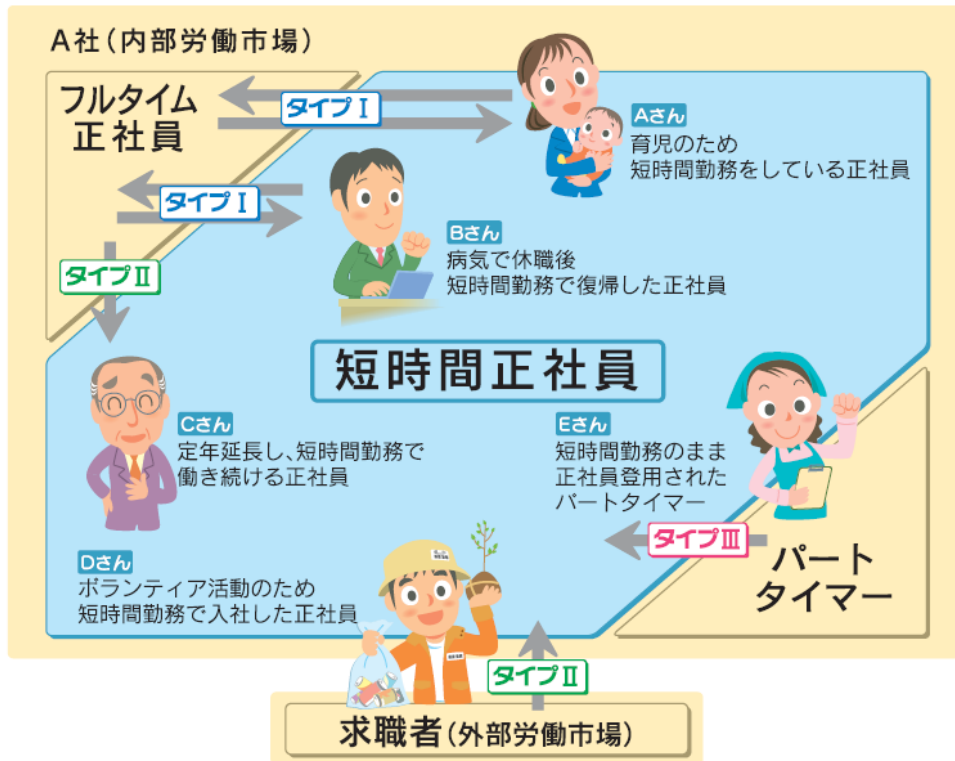 A社(内部労働市場)
フルタイム
正社員
タイプⅠ
Aさん
育児のため
短時間勤務をしている正社員
タイプⅠ
Bさん
病気で休職後
短時間勤務で復帰した正社員
タイプⅡ
短時間正社員
Cさん
定年延長し、短時間勤務で
働き続ける正社員
Eさん
短時間勤務のまま
正社員登用された
パートタイマー
タイプⅢ
パート
タイマー
Dさん
ボランティア活動のため
短時間勤務で入社した正社員
タイプⅡ
求職者(外部労働市場)